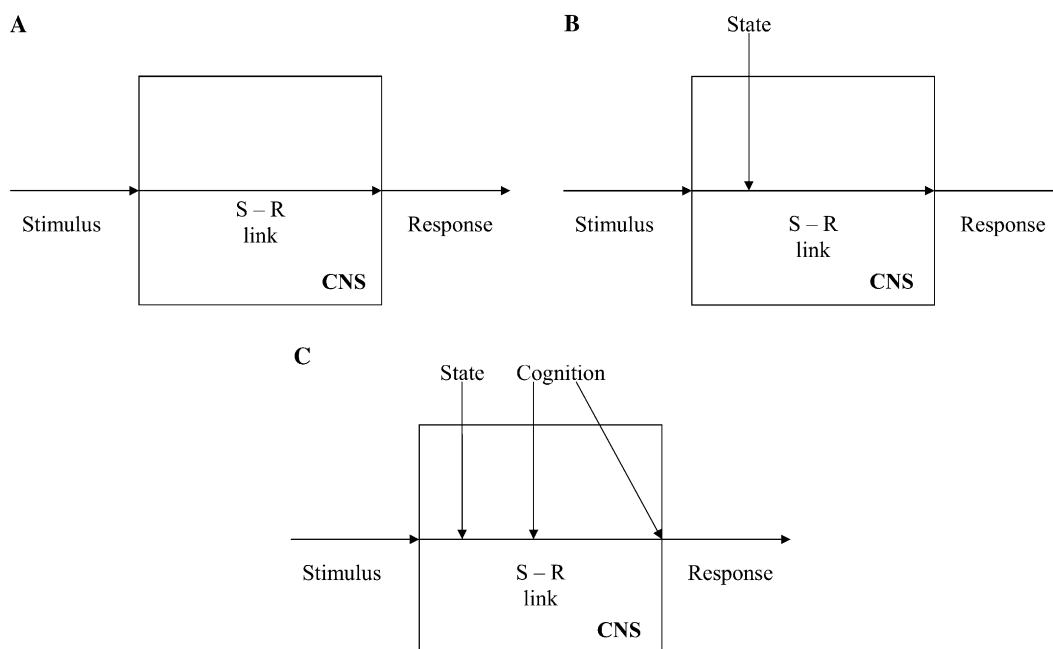 A
Stimulus
S – R
link
Response
CNS
B
State
Stimulus
S – R
link
Response
CNS
C
State Cognition
Stimulus
S – R
link
Response
CNS